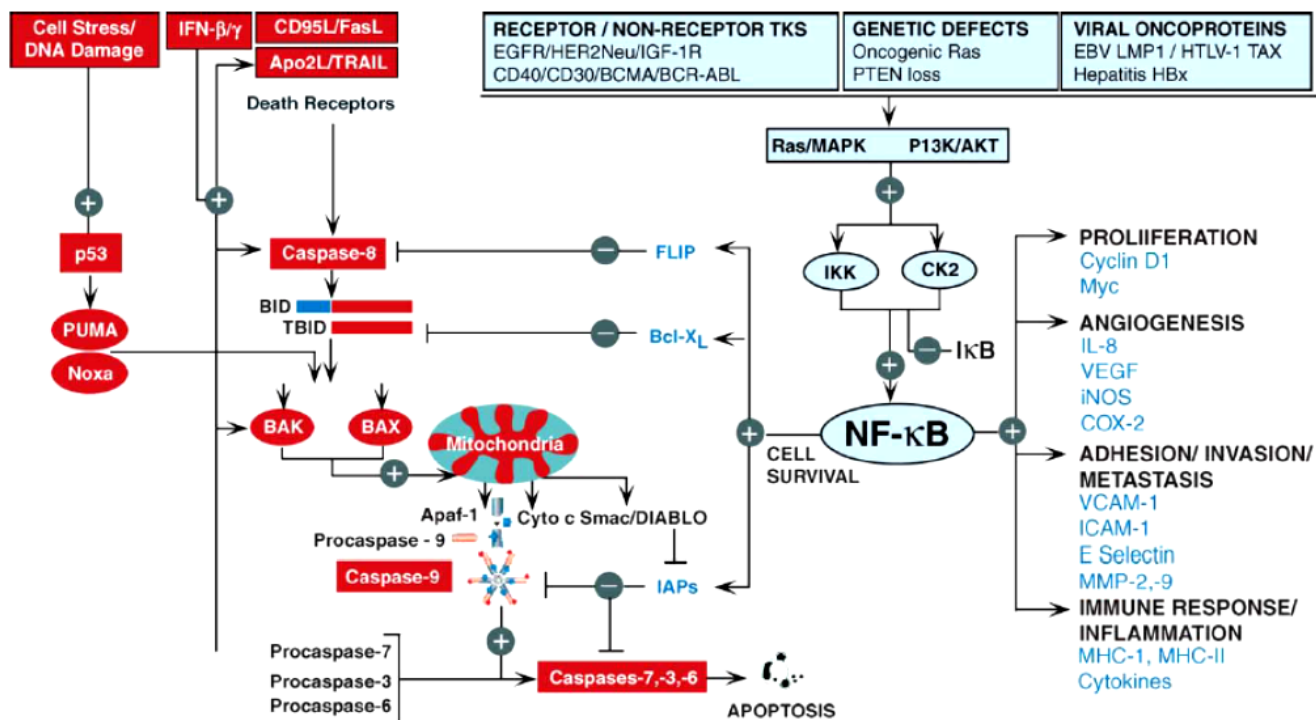 Cell Stress/
DNA Damage
IFN-β/γ
CD95L/FasL
Apo2L/TRAIL
Death Receptors
RECEPTOR / NON-RECEPTOR TKS
EGFR/HER2Neu/IGF-1R
CD40/CD30/BCMA/BCR-ABL
GENETIC DEFECTS
Oncogenic Ras
PTEN loss
VIRAL ONCOPROTEINS
EBV LMP1 / HTLV-1 TAX
Hepatitis HBx
Ras/MAPK P13K/AKT
+
+
+
p53
Caspase-8
−
FLIP
IKK
CK2
BID
TBID
−
Bcl-XL
PUMA
Noxa
+
−
IκB
BAK
BAX
Mitochondria
+
+
CELL
SURVIVAL
NF-κB
+
Apaf-1
Cyto c Smac/DIABLO
Procaspase - 9
Caspase-9
−
IAPs
+
Procaspase-7
Procaspase-3
Procaspase-6
Caspases-7,-3,-6
APOPTOSIS
PROLIIFERATION
Cyclin D1
Myc
ANGIOGENESIS
IL-8
VEGF
iNOS
COX-2
ADHESION/ INVASION/
METASTASIS
VCAM-1
ICAM-1
E Selectin
MMP-2,-9
IMMUNE RESPONSE/
INFLAMMATION
MHC-1, MHC-II
Cytokines